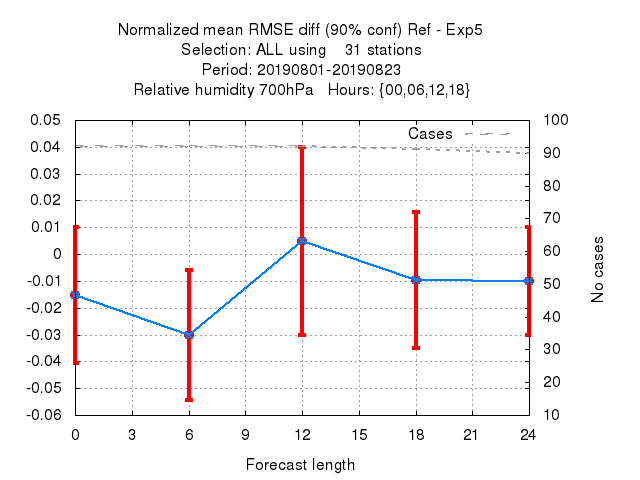 Normalized mean RMSE diff (90% conf) Ref - Exp5
Selection: ALL using 31 stations
Period: 20190801-20190823
Relative humidity 700hPa Hours: {00,06,12,18}
Cases
0.05
0.04
0.03
0.02
0.01
0
-0.01
-0.02
-0.03
-0.04
-0.05
-0.06
100
90
80
70
60
50
40
30
20
10
No cases
0 3 6 9 12 15 18 21 24
Forecast length